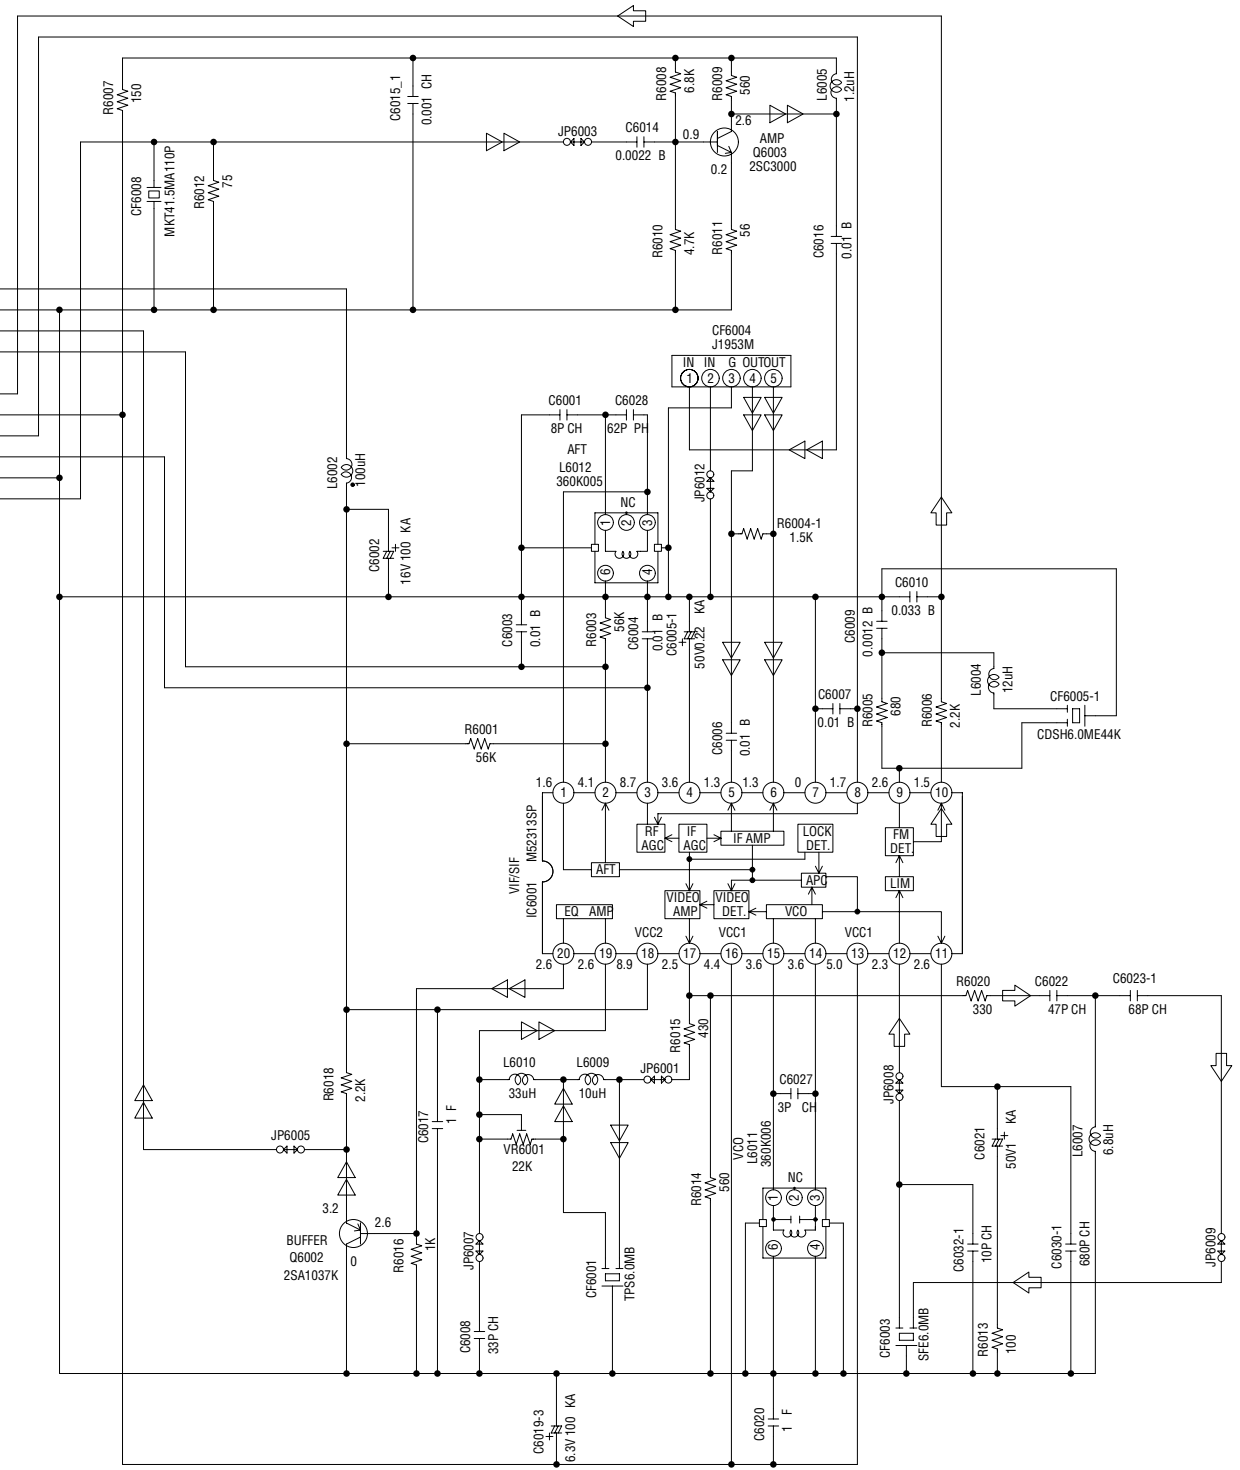 R6007
150
C6015_1
0.001 CH
R6008
6.8K
R6009
560
L6005
1.2uH
JP6003
C6014
0.0022 B
0.9
2.6
0.2
AMP
Q6003
2SC3000
CF6008
MKT41.5MA110P
R6012
75
R6010
4.7K
R6011
56
C6016
0.01 B
CF6004
J1953M
IN IN G OUT OUT
1 2 3 4 5
C6001
8P CH
C6028
62P PH
AFT
L6012
360K005
NC
1 2 3
6 4
L6002
100uH
C6002
+
16V 100 KA
JP6012
R6004-1
1.5K
C6003
0.01 B
R6003
56K
C6004
0.01 B
C6005-1
+
50V0.22 KA
C6010
0.033 B
C6009
0.0012 B
L6004
12uH
CF6005-1
CDSH6.0ME44K
C6007
0.01 B
R6005
680
R6006
2.2K
C6006
0.01 B
R6001
56K
1.6 4.1 8.7 3.6 1.3 1.3 0 1.7 2.6 1.5
1 2 3 4 5 6 7 8 9 10
VIF/SIF
IC6001 M52313SP
RF
AGC
IF
AGC
IF AMP
LOCK
DET.
FM
DET.
AFT
APC
LIM
EQ AMP
VIDEO
AMP
VIDEO
DET.
VCO
VCC2
VCC1
VCC1
20 19 18 17 16 15 14 13 12 11
2.6 2.6 8.9 2.5 4.4 3.6 3.6 5.0 2.3 2.6
R6020
330
C6022
47P CH
C6023-1
68P CH
R6015
430
L6010
33uH
L6009
10uH
JP6001
R6018
2.2K
C6017
1 F
JP6005
VR6001
22K
C6027
3P CH
VCO
L6011
360K006
NC
1 2 3
6 4
R6014
560
JP6008
C6021
+
50V1 KA
L6007
6.8uH
3.2
2.6
0
BUFFER
Q6002
2SA1037K
R6016
1K
JP6007
CF6001
TPS6.0MB
C6008
33P CH
C6032-1
10P CH
C6030-1
680P CH
JP6009
CF6003
SFE6.0MB
R6013
100
C6019-3
+
6.3V 100 KA
C6020
1 F